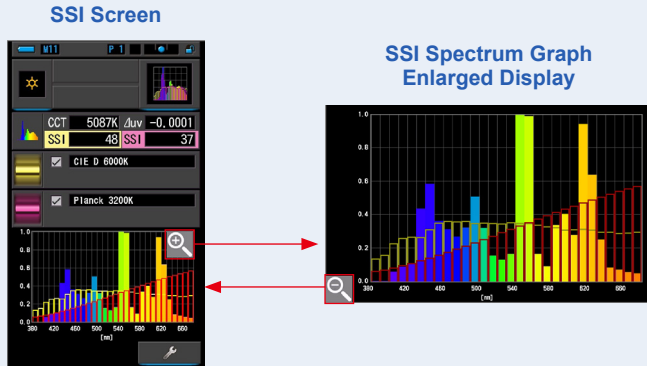 SSI Screen
M11 P 1
CCT 5087K Δuv -0,0001
SSI 48 SSI 37
CIE D 6000K
Planck 3200K
1.0
0.8
0.6
0.4
0.2
0.0
380 420 460 500 540 580 620 660
[nm]
SSI Spectrum Graph
Enlarged Display
1.0
0.8
0.6
0.4
0.2
0.0
380 420 460 500 540 580 620 660
[nm]